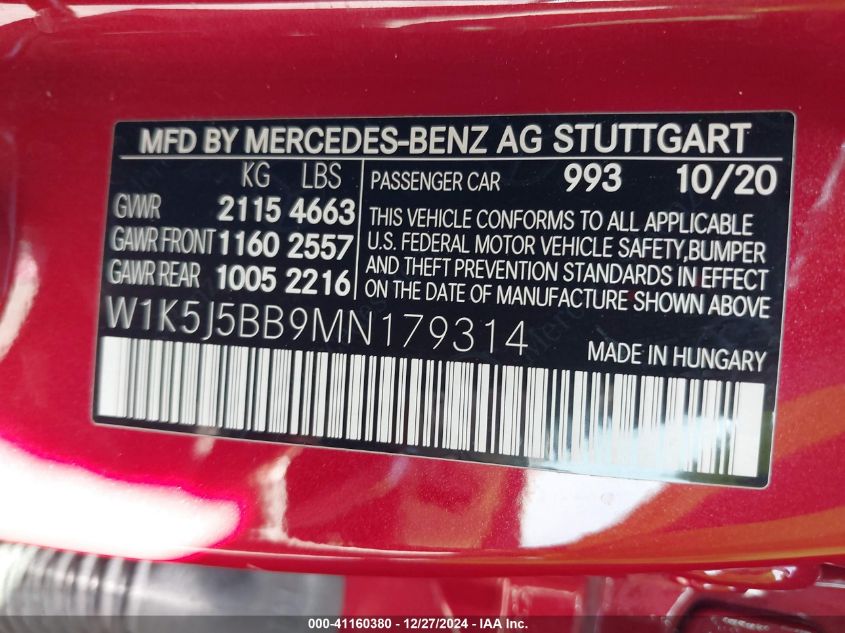 MFD BY MERCEDES-BENZ AG STUTTGART
KG LBS
GVWR 2115 4663
GAWR FRONT 1160 2557
GAWR REAR 1005 2216
PASSENGER CAR 993 10/20
THIS VEHICLE CONFORMS TO ALL APPLICABLE
U.S. FEDERAL MOTOR VEHICLE SAFETY,BUMPER
AND THEFT PREVENTION STANDARDS IN EFFECT
ON THE DATE OF MANUFACTURE SHOWN ABOVE
W1K5J5BB9MN179314
MADE IN HUNGARY
000-41160380 - 12/27/2024 - IAA, Inc.